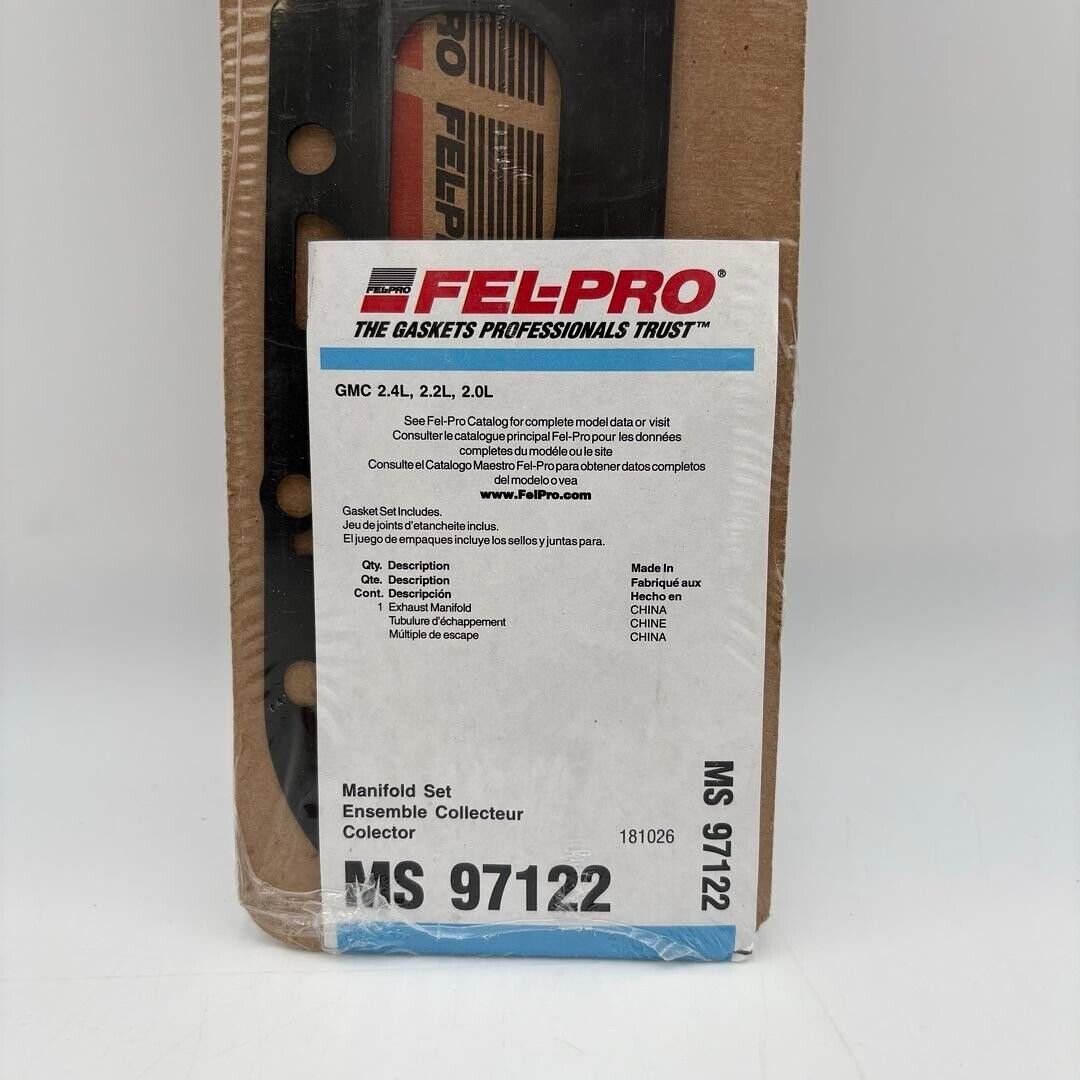 RO FEL-P
FEL-PRO
FEL-PRO®
THE GASKETS PROFESSIONALS TRUST™
GMC 2.4L, 2.2L, 2.0L
See Fel-Pro Catalog for complete model data or visit
Consulter le catalogue principal Fel-Pro pour les données
completes du modéle ou le site
Consulte el Catalogo Maestro Fel-Pro para obtener datos completos
del modelo o vea
www.FelPro.com
Gasket Set Includes.
Jeu de joints d'etancheite inclus.
El juego de empaques incluye los sellos y juntas para.
Qty. Description Made In
Qte. Description Fabriqué aux
Cont. Descripción Hecho en
1 Exhaust Manifold CHINA
Tubulure d'échappement CHINE
Múltiple de escape CHINA
Manifold Set
Ensemble Collecteur
Colector 181026
MS 97122
MS 97122